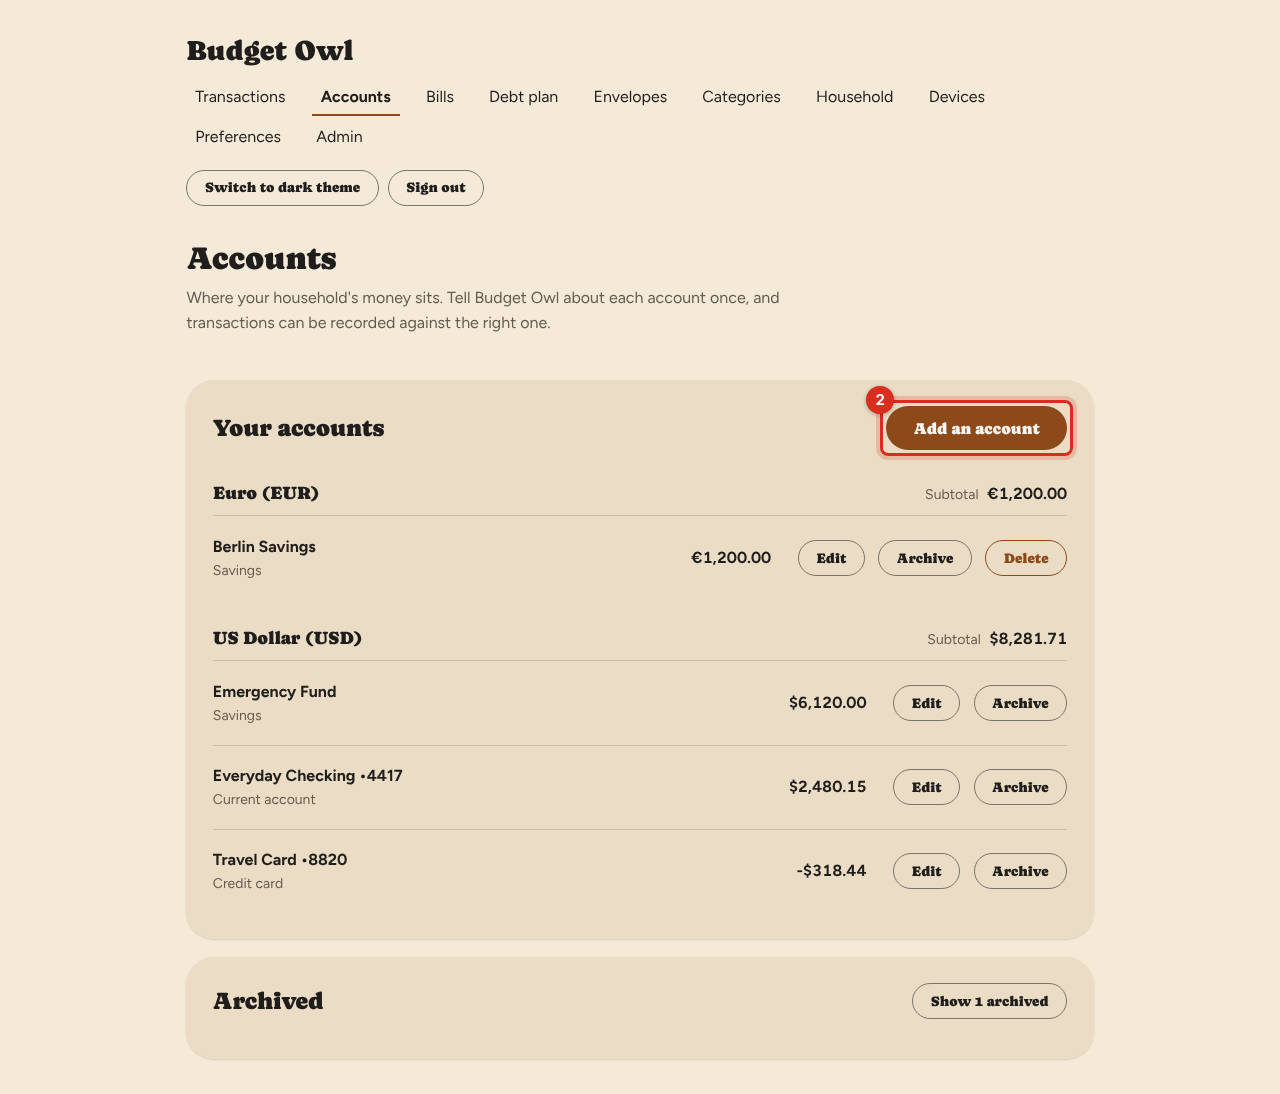 Budget Owl
Transactions Accounts Bills Debt plan Envelopes Categories Household Devices
Preferences Admin
Switch to dark theme Sign out
Accounts
Where your household's money sits. Tell Budget Owl about each account once, and
transactions can be recorded against the right one.
2
Your accounts Add an account
Euro (EUR) Subtotal €1,200.00
Berlin Savings
Savings
€1,200.00 Edit Archive Delete
US Dollar (USD) Subtotal $8,281.71
Emergency Fund
Savings
$6,120.00 Edit Archive
Everyday Checking •4417
Current account
$2,480.15 Edit Archive
Travel Card •8820
Credit card
-$318.44 Edit Archive
Archived Show 1 archived